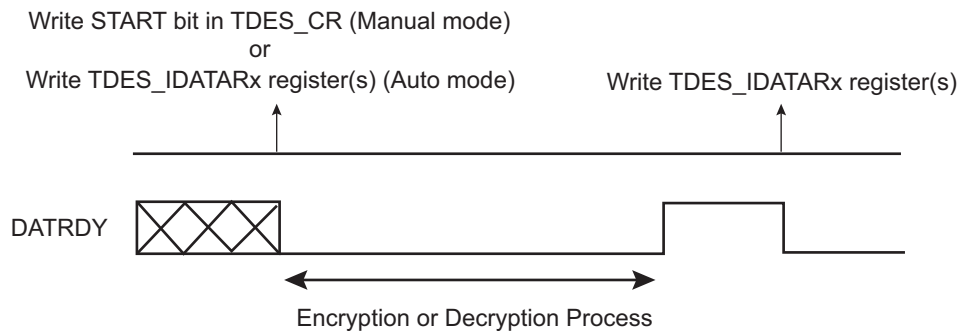 Write START bit in TDES_CR (Manual mode)
or
Write TDES_IDATARx register(s) (Auto mode)
Write TDES_IDATARx register(s)
DATRDY
Encryption or Decryption Process